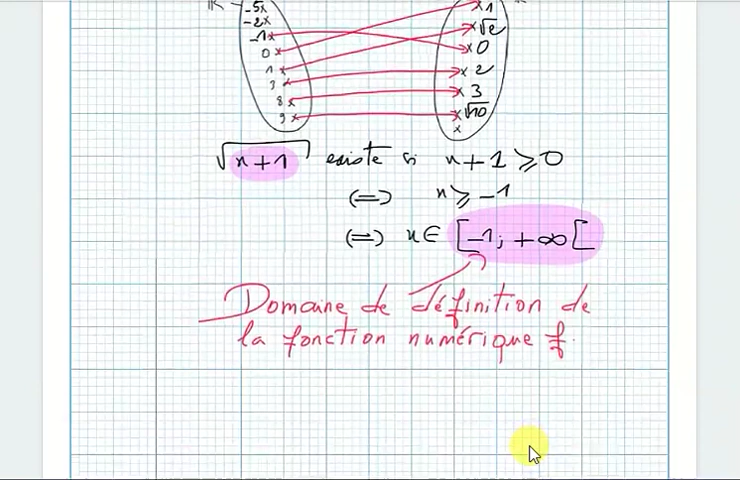 -5
-2
-1
0
1
3
8
9
1
√2
0
2
3
√10
√x+1 existe si x+1 ⩾ 0
⟺ x ⩾ -1
⟺ x ∈ [-1; +∞[
Domaine de définition de
la fonction numérique f.